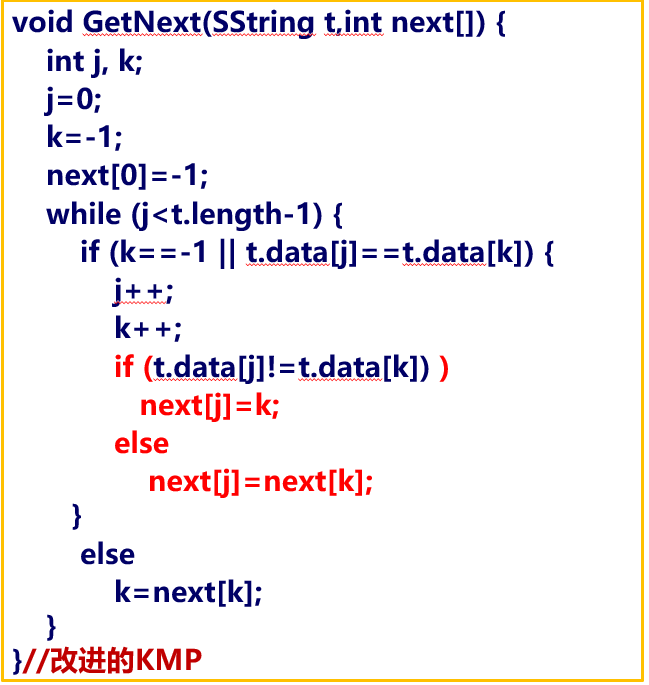 void GetNext(SString t,int next[]) {
int j, k;
j=0;
k=-1;
next[0]=-1;
while (j<t.length-1) {
if (k==-1 || t.data[j]==t.data[k]) {
j++;
k++;
if (t.data[j]!=t.data[k]) )
next[j]=k;
else
next[j]=next[k];
}
else
k=next[k];
}
}//改进的KMP